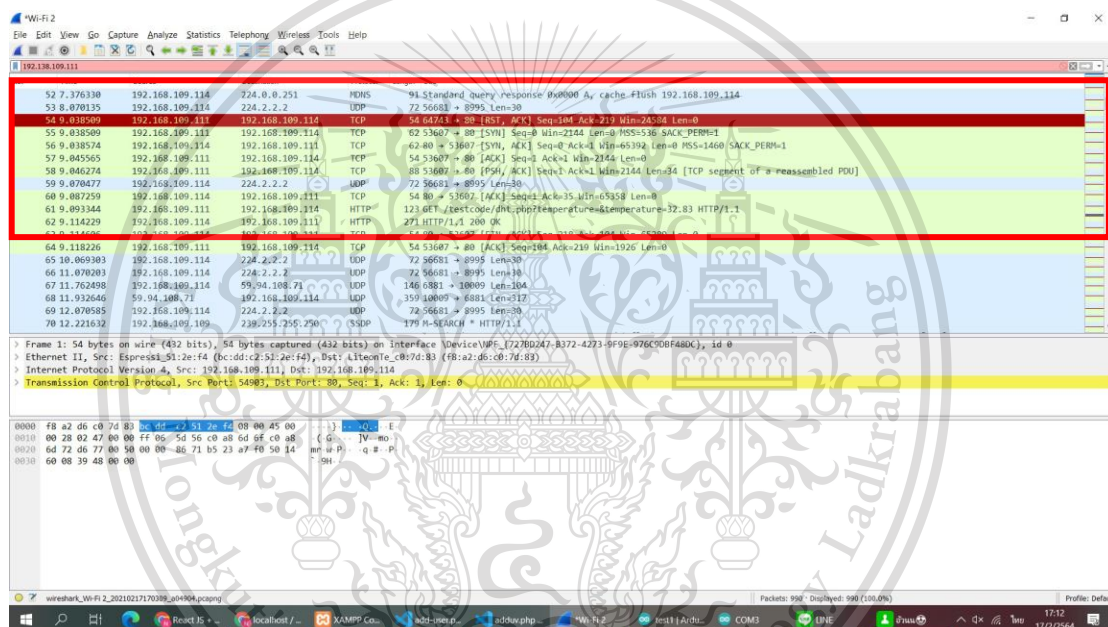 *Wi-Fi 2
File Edit View Go Capture Analyze Statistics Telephony Wireless Tools Help
192.138.109.111
52 7.376330 192.168.109.114 224.0.0.251 MDNS 91 Standard query response 0x0000 A, cache flush 192.168.109.114
53 8.070135 192.168.109.114 224.2.2.2 UDP 72 56681 → 8995 Len=30
54 9.038509 192.168.109.111 192.168.109.114 TCP 54 64743 → 80 [RST, ACK] Seq=104 Ack=219 Win=24584 Len=0
55 9.038509 192.168.109.111 192.168.109.114 TCP 62 53607 → 80 [SYN] Seq=0 Win=2144 Len=0 MSS=536 SACK_PERM=1
56 9.038574 192.168.109.114 192.168.109.111 TCP 62 80 → 53607 [SYN, ACK] Seq=0 Ack=1 Win=65392 Len=0 MSS=1460 SACK_PERM=1
57 9.045565 192.168.109.111 192.168.109.114 TCP 54 53607 → 80 [ACK] Seq=1 Ack=1 Win=2144 Len=0
58 9.046274 192.168.109.111 192.168.109.114 TCP 88 53607 → 80 [PSH, ACK] Seq=1 Ack=1 Win=2144 Len=34 [TCP segment of a reassembled PDU]
59 9.070477 192.168.109.114 224.2.2.2 UDP 72 56681 → 8995 Len=30
60 9.087259 192.168.109.114 192.168.109.111 TCP 54 80 → 53607 [ACK] Seq=1 Ack=35 Win=65358 Len=0
61 9.093344 192.168.109.111 192.168.109.114 HTTP 123 GET /testcode/dht.php?temperature=&temperature=32.83 HTTP/1.1
62 9.114229 192.168.109.114 192.168.109.111 HTTP 271 HTTP/1.1 200 OK
64 9.118226 192.168.109.111 192.168.109.114 TCP 54 53607 → 80 [ACK] Seq=104 Ack=219 Win=1926 Len=0
65 10.069303 192.168.109.114 224.2.2.2 UDP 72 56681 → 8995 Len=30
66 11.070203 192.168.109.114 224.2.2.2 UDP 72 56681 → 8995 Len=30
67 11.762498 192.168.109.114 59.94.108.71 UDP 146 6881 → 10009 Len=104
68 11.932646 59.94.108.71 192.168.109.114 UDP 359 10009 → 6881 Len=317
69 12.070585 192.168.109.114 224.2.2.2 UDP 72 56681 → 8995 Len=30
70 12.221632 192.168.109.109 239.255.255.250 SSDP 179 M-SEARCH * HTTP/1.1
> Frame 1: 54 bytes on wire (432 bits), 54 bytes captured (432 bits) on interface \Device\NPF_{727BD247-B372-4273-9F9E-976C9DBF48DC}, id 0
> Ethernet II, Src: Espressi_51:2e:f4 (bc:dd:c2:51:2e:f4), Dst: LiteonTe_c0:7d:83 (f8:a2:d6:c0:7d:83)
> Internet Protocol Version 4, Src: 192.168.109.111, Dst: 192.168.109.114
> Transmission Control Protocol, Src Port: 54903, Dst Port: 80, Seq: 1, Ack: 1, Len: 0
0000 f8 a2 d6 c0 7d 83 bc dd c2 51 2e f4 08 00 45 00
0010 00 28 02 47 00 00 ff 06 5d 56 c0 a8 6d 6f c0 a8
0020 6d 72 d6 77 00 50 00 00 86 71 b5 23 a7 f0 50 14
0030 60 08 39 48 00 00
wireshark_Wi-Fi 2_20210217170309_a04904.pcapng Packets: 990 · Displayed: 990 (100.0%) Profile: Defau
React JS + ... localhost / ... XAMPP Co... add-user.p... adduv.php... *Wi-Fi 2 test1 | Ardu... COM3 LINE ไทย 17:12
17/2/2564
Ladkrabang